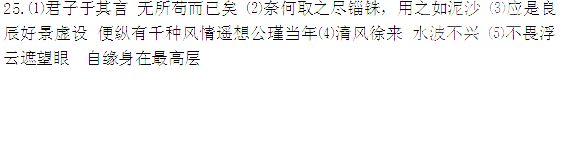 25.⑴君子于其言 无所苟而已矣 ⑵奈何取之尽锱铢，用之如泥沙 ⑶应是良
辰好景虚设 便纵有千种风情遥想公瑾当年⑷清风徐来 水波不兴 ⑸不畏浮
云遮望眼 自缘身在最高层